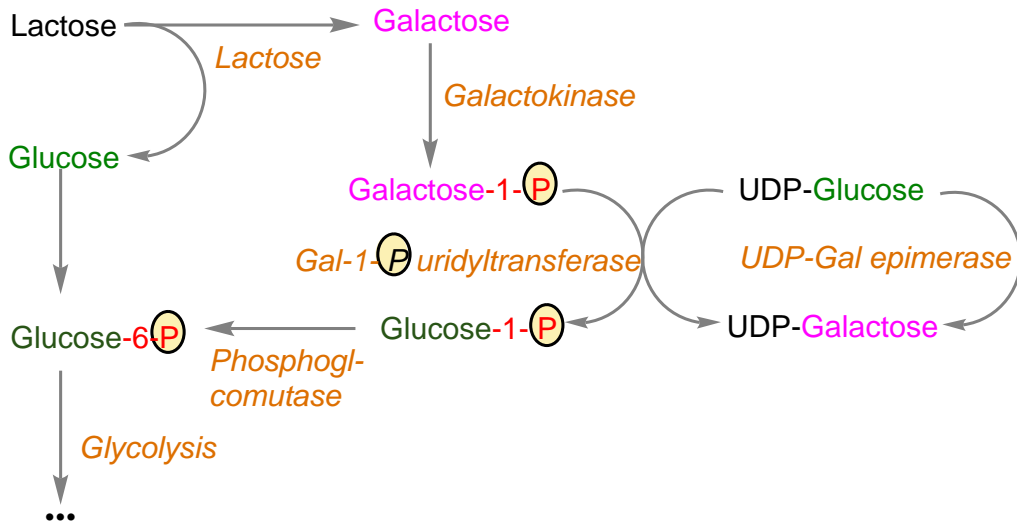 Lactose
Galactose
Lactose
Galactokinase
Glucose
Galactose-1-P
UDP-Glucose
Gal-1-P uridyltransferase
UDP-Gal epimerase
Glucose-6-P
Glucose-1-P
UDP-Galactose
Phosphogl-
comutase
Glycolysis
...